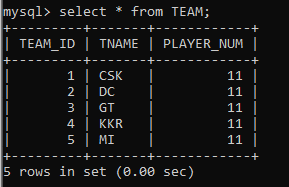 mysql> select * from TEAM;
+---------+-------+------------+
| TEAM_ID | TNAME | PLAYER_NUM |
+---------+-------+------------+
|       1 | CSK   |         11 |
|       2 | DC    |         11 |
|       3 | GT    |         11 |
|       4 | KKR   |         11 |
|       5 | MI    |         11 |
+---------+-------+------------+
5 rows in set (0.00 sec)